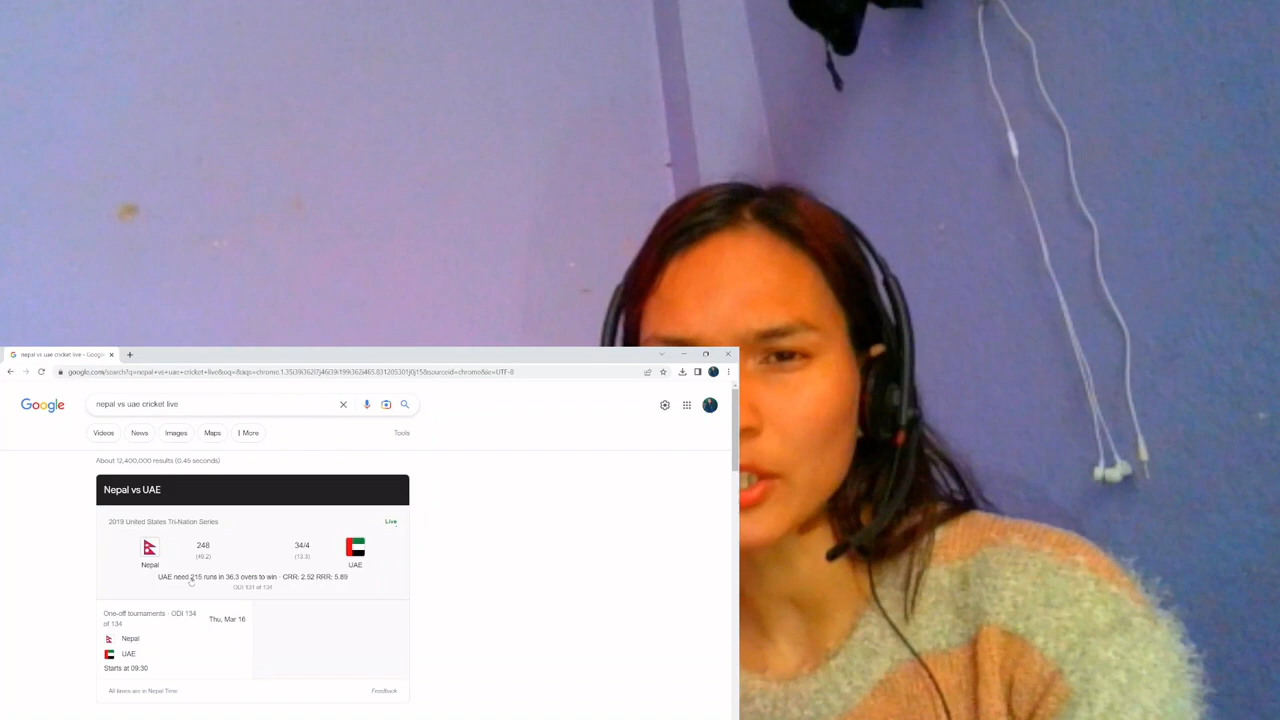 nepal vs uae cricket live - Google
google.com/search?q=nepal+vs+uae+cricket+live
Google
nepal vs uae cricket live
Videos
News
Images
Maps
More
Tools
About 12,400,000 results (0.45 seconds)
Nepal vs UAE
2019 United States Tri-Nation Series
Live
248
34/4
(49.2)
(13.3)
Nepal
UAE
UAE need 215 runs in 36.3 overs to win · CRR: 2.52 RRR: 5.89
ODI 131 of 134
One-off tournaments · ODI 134
of 134
Thu, Mar 16
Nepal
UAE
Starts at 09:30
All times are in Nepal Time
Feedback